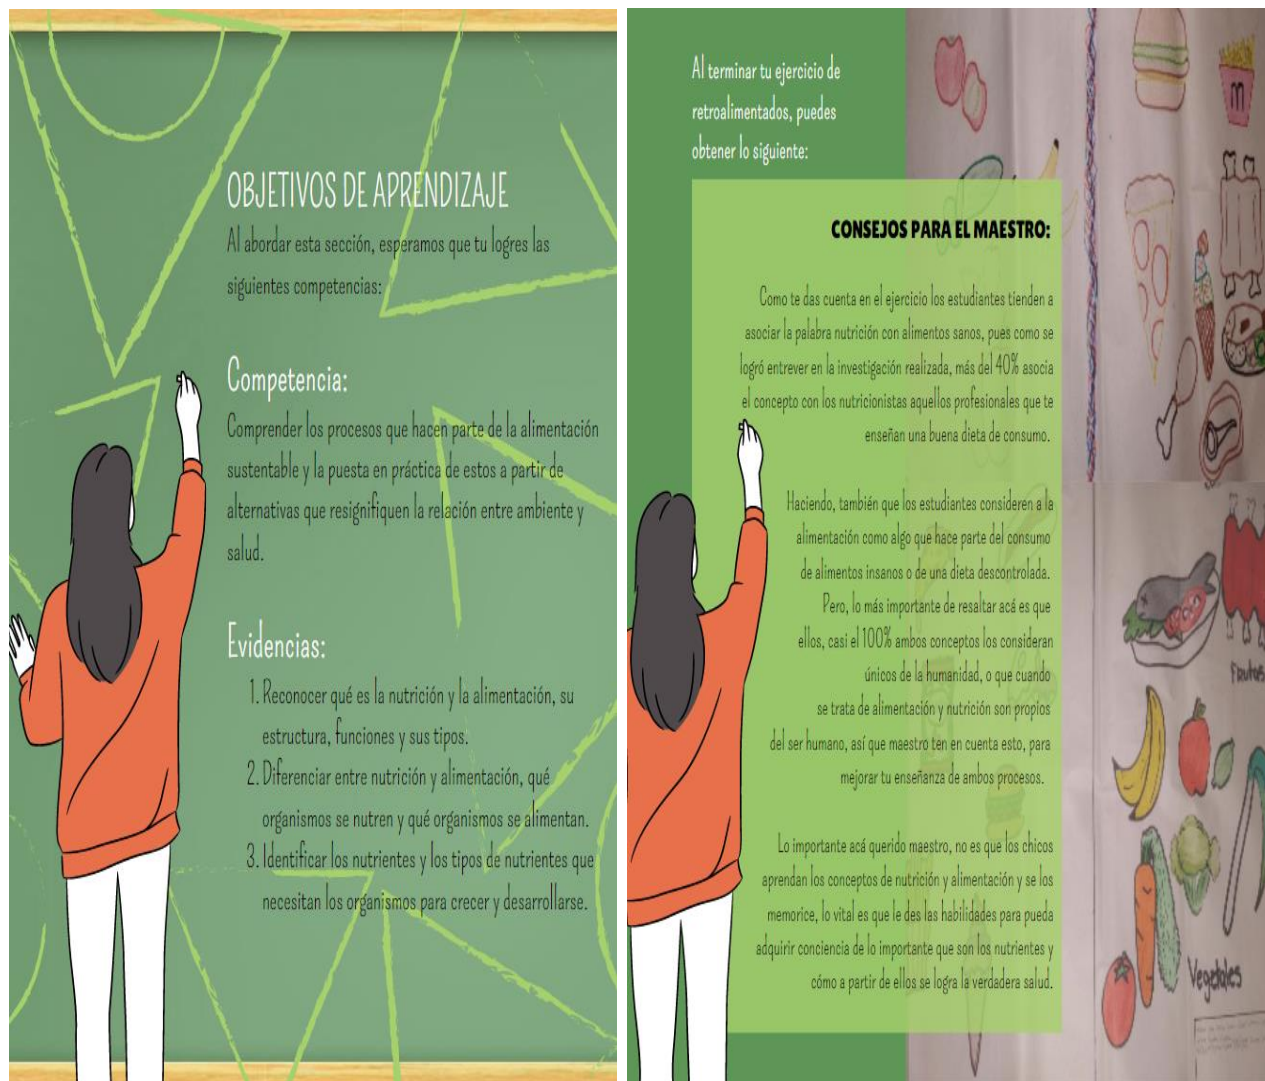 OBJETIVOS DE APRENDIZAJE
Al abordar esta sección, esperamos que tu logres las
siguientes competencias:
Competencia:
Comprender los procesos que hacen parte de la alimentación
sustentable y la puesta en práctica de estos a partir de
alternativas que resignifiquen la relación entre ambiente y
salud.
Evidencias:
1. Reconocer qué es la nutrición y la alimentación, su
estructura, funciones y sus tipos.
2. Diferenciar entre nutrición y alimentación, qué
organismos se nutren y qué organismos se alimentan.
3. Identificar los nutrientes y los tipos de nutrientes que
necesitan los organismos para crecer y desarrollarse.
Al terminar tu ejercicio de
retroalimentados, puedes
obtener lo siguiente:
CONSEJOS PARA EL MAESTRO:
Como te das cuenta en el ejercicio los estudiantes tienden a
asociar la palabra nutrición con alimentos sanos, pues como se
logró entrever en la investigación realizada, más del 40% asocia
el concepto con los nutricionistas aquellos profesionales que te
enseñan una buena dieta de consumo.
Haciendo, también que los estudiantes consideren a la
alimentación como algo que hace parte del consumo
de alimentos insanos o de una dieta descontrolada.
Pero, lo más importante de resaltar acá es que
ellos, casi el 100% ambos conceptos los consideran
únicos de la humanidad, o que cuando
se trata de alimentación y nutrición son propios
del ser humano, así que maestro ten en cuenta esto, para
mejorar tu enseñanza de ambos procesos.
Lo importante acá querido maestro, no es que los chicos
aprendan los conceptos de nutrición y alimentación y se los
memorice, lo vital es que le des las habilidades para pueda
adquirir conciencia de lo importante que son los nutrientes y
cómo a partir de ellos se logra la verdadera salud.
m
Frutas
Vegetales